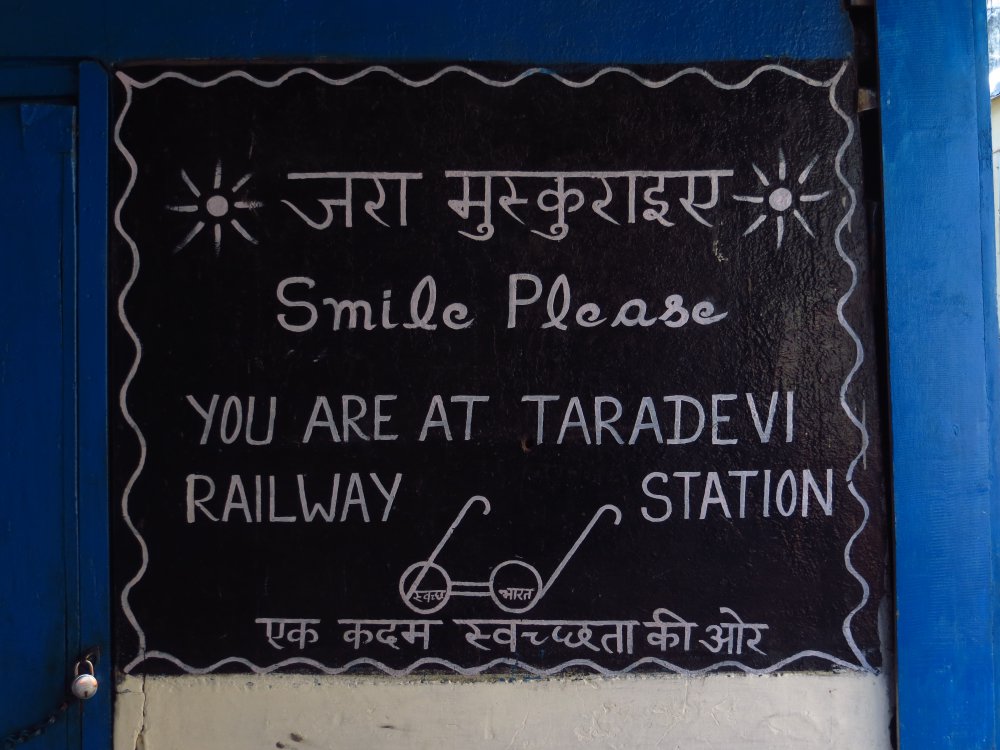 जरा मुस्कुराइए
Smile Please
YOU ARE AT TARADEVI
RAILWAY STATION
स्वच्छ भारत
एक कदम स्वच्छता की ओर